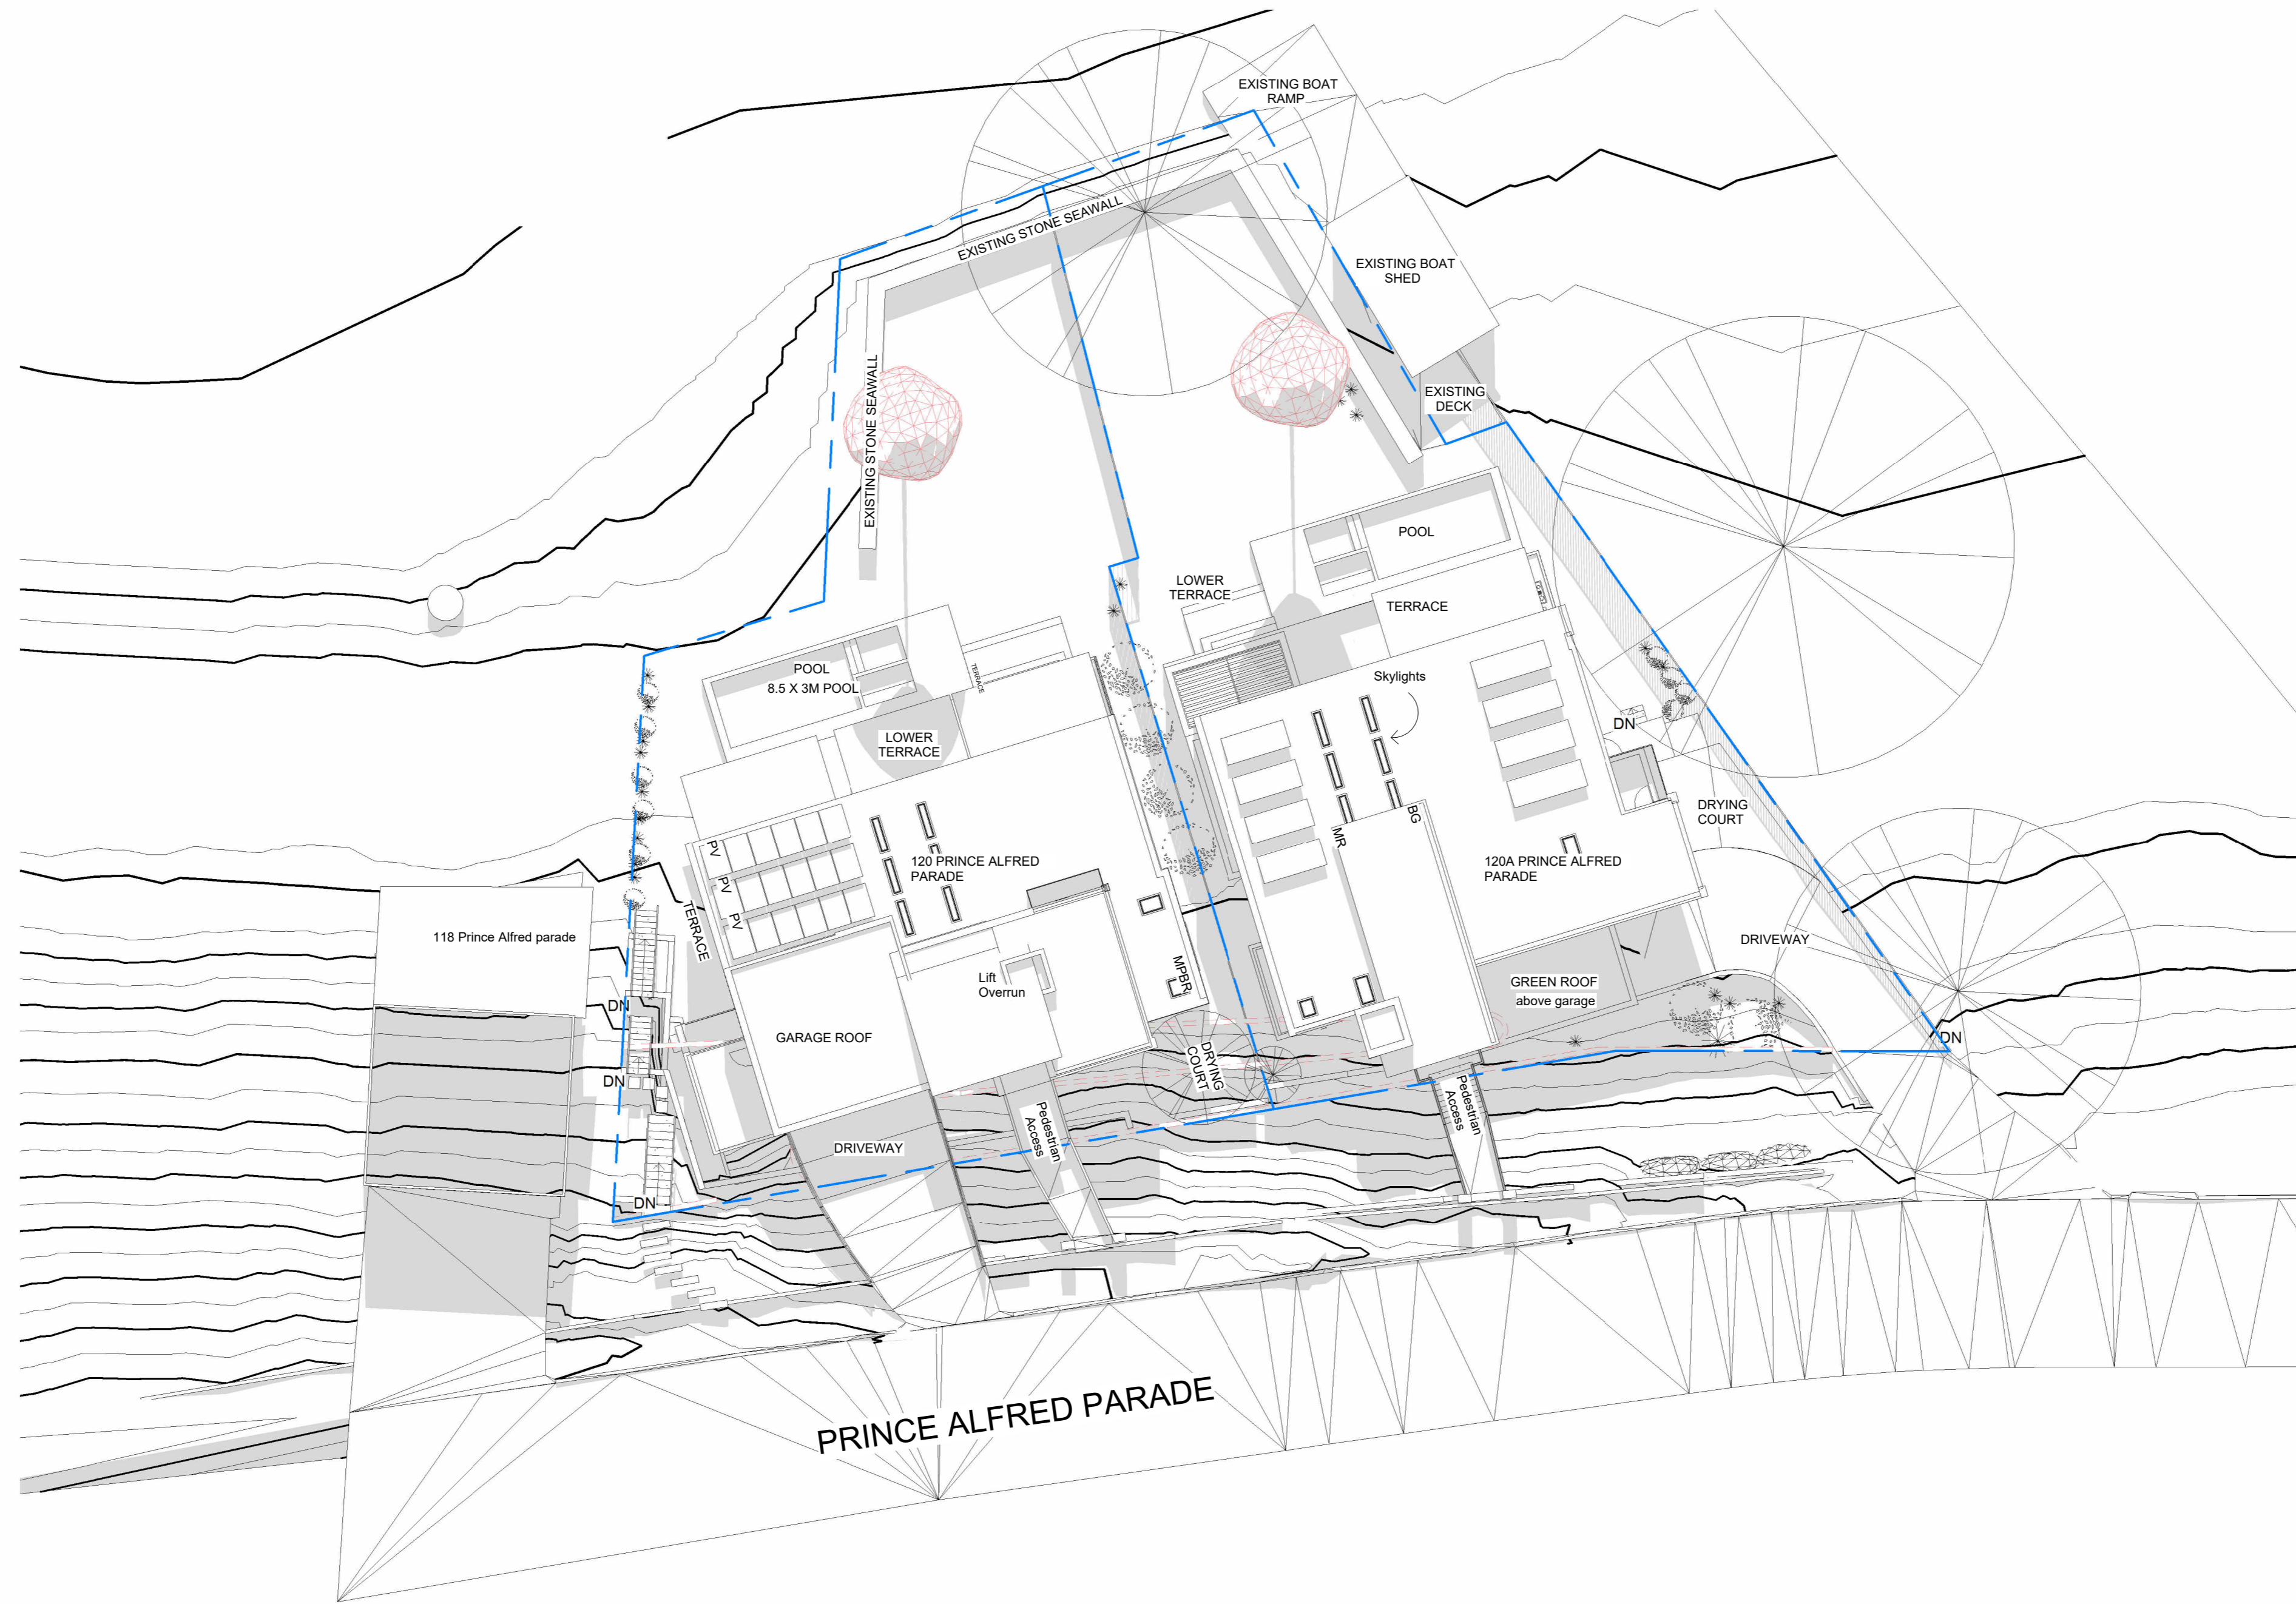 EXISTING BOAT
RAMP
EXISTING STONE SEAWALL
EXISTING BOAT
SHED
EXISTING STONE SEAWALL
EXISTING
DECK
POOL
LOWER
TERRACE
TERRACE
POOL
8.5 X 3M POOL
TERRACE
Skylights
LOWER
TERRACE
DN
DRYING
COURT
PV
PV
PV
120 PRINCE ALFRED
PARADE
MR
BG
120A PRINCE ALFRED
PARADE
118 Prince Alfred parade
TERRACE
DRIVEWAY
Lift
Overrun
MPBR
GREEN ROOF
above garage
DN
GARAGE ROOF
DN
DRYING
COURT
DN
Pedestrian
Access
Pedestrian
Access
DRIVEWAY
DN
PRINCE ALFRED PARADE